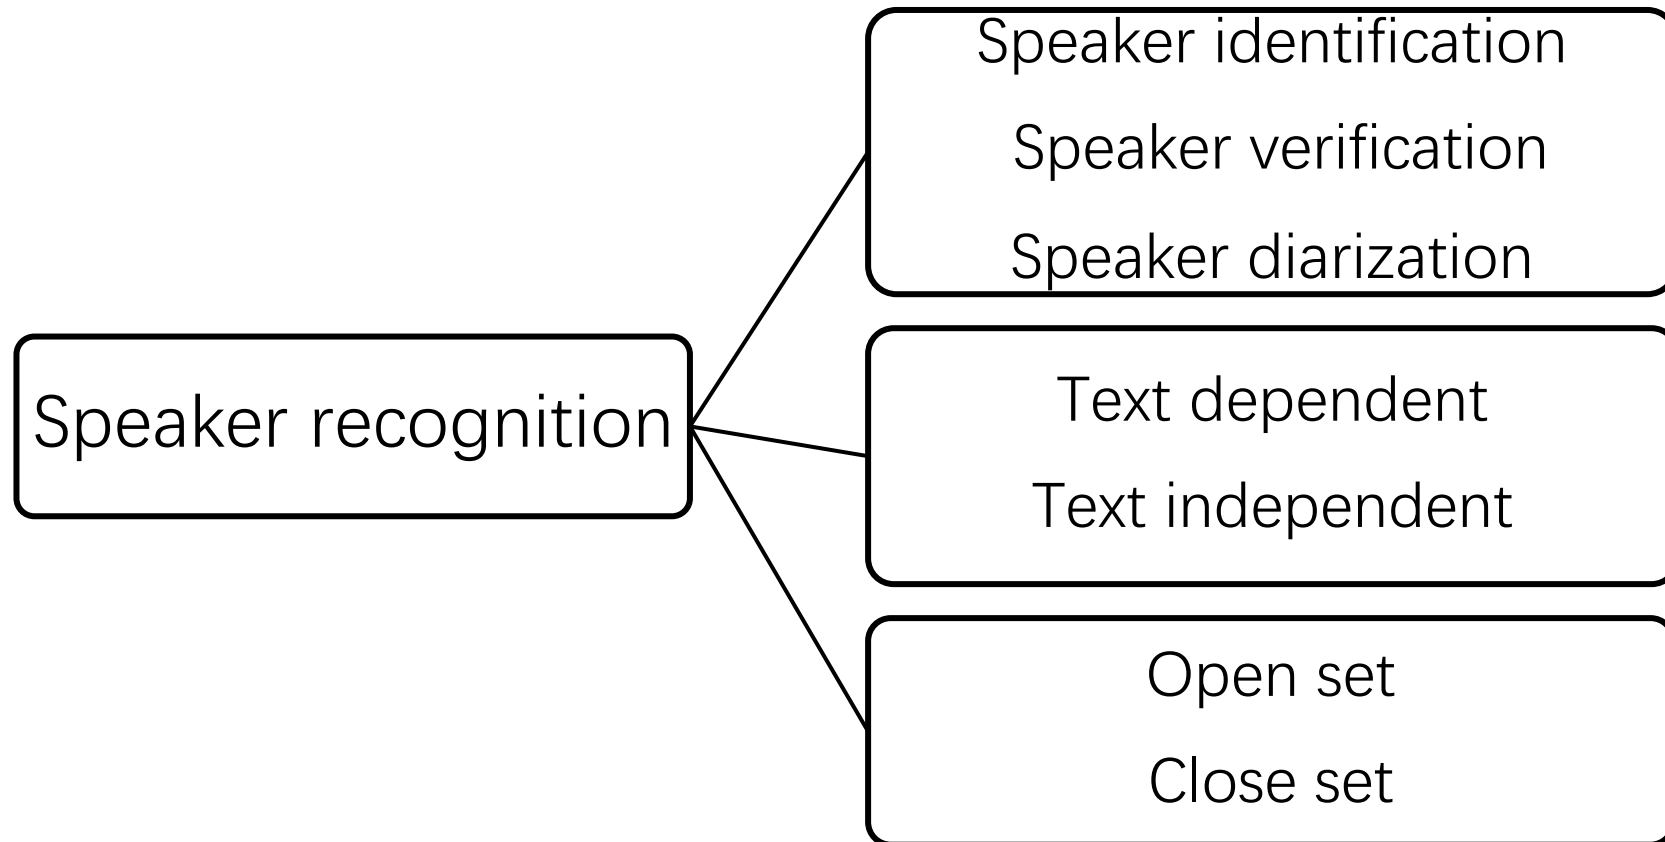 Speaker recognition
Speaker identification
Speaker verification
Speaker diarization
Text dependent
Text independent
Open set
Close set